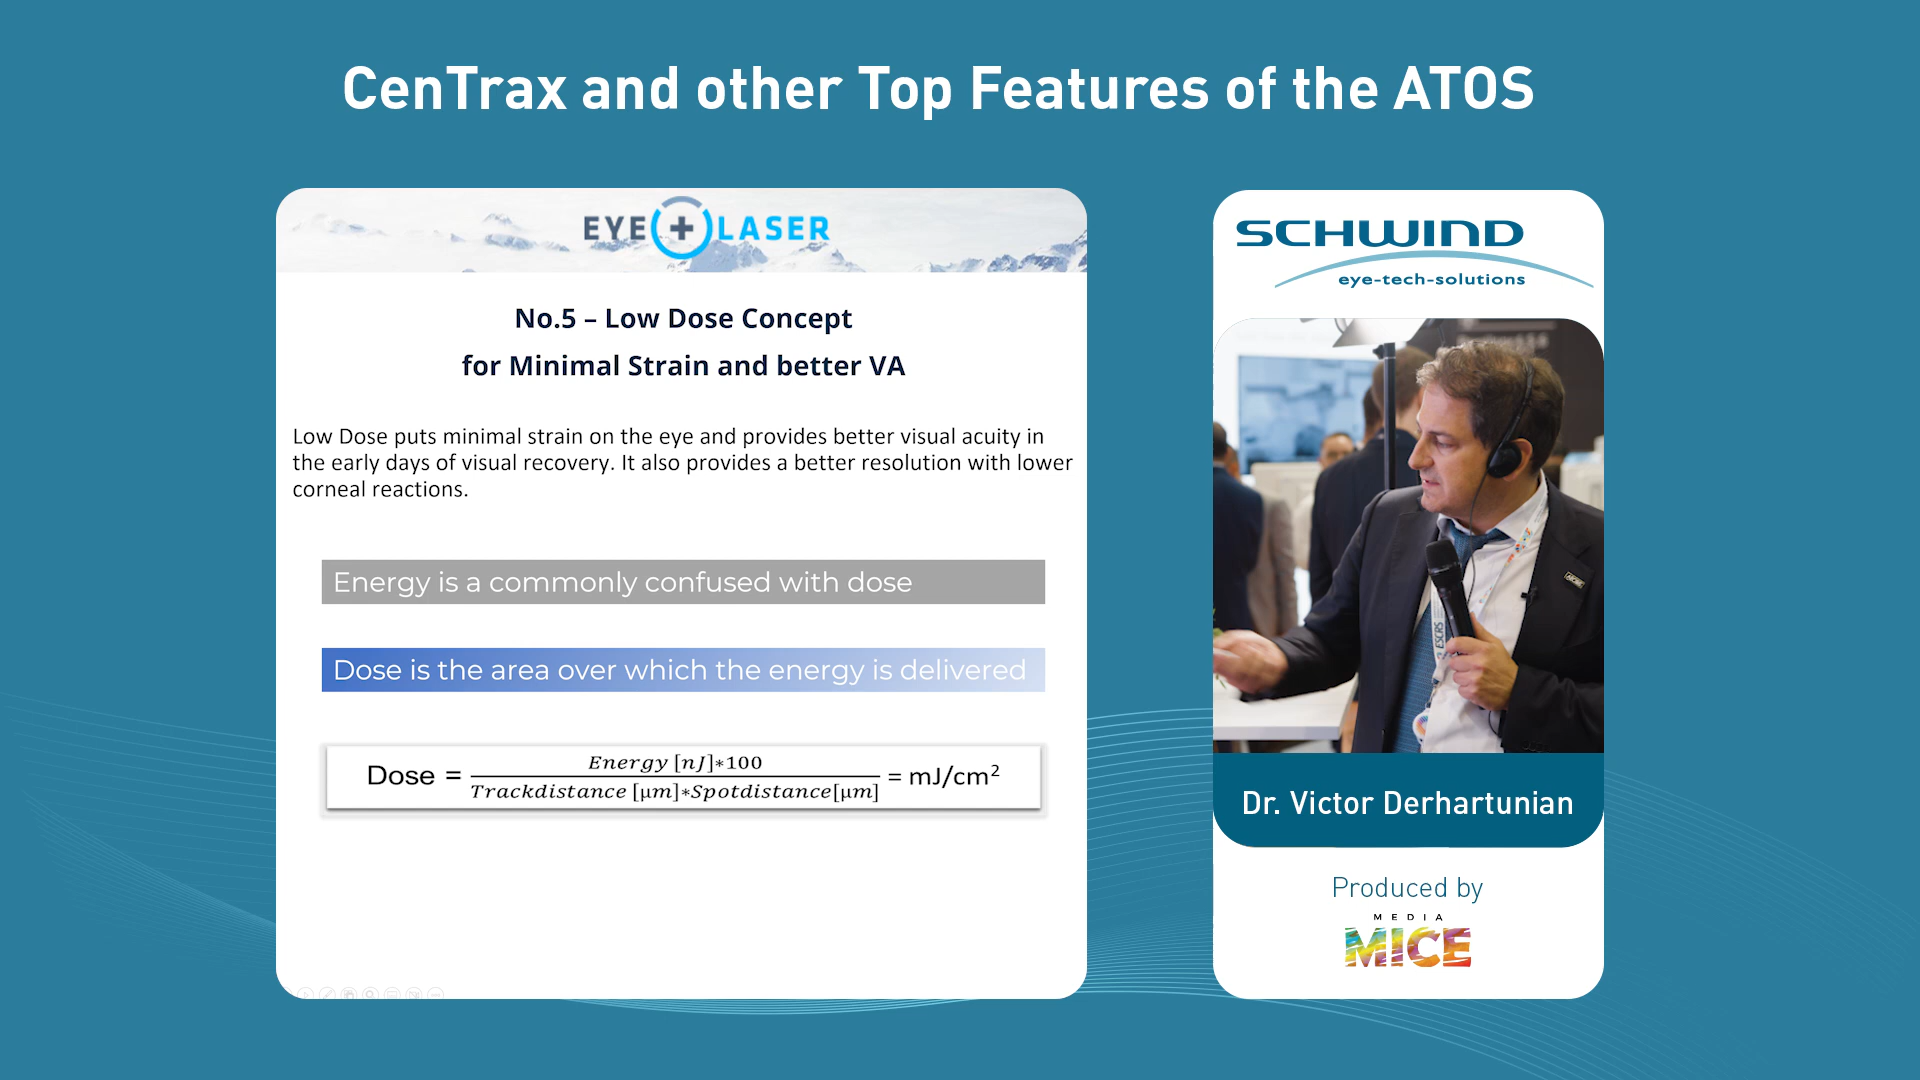 CenTrax and other Top Features of the ATOS
EYE LASER
No.5 – Low Dose Concept
for Minimal Strain and better VA
Low Dose puts minimal strain on the eye and provides better visual acuity in
the early days of visual recovery. It also provides a better resolution with lower
corneal reactions.
Energy is a commonly confused with dose
Dose is the area over which the energy is delivered
Dose = Energy [nJ]*100 / Trackdistance [µm]*Spotdistance[µm] = mJ/cm²
SCHWIND
eye-tech-solutions
ESCRS
Dr. Victor Derhartunian
Produced by
MEDIA
MICE